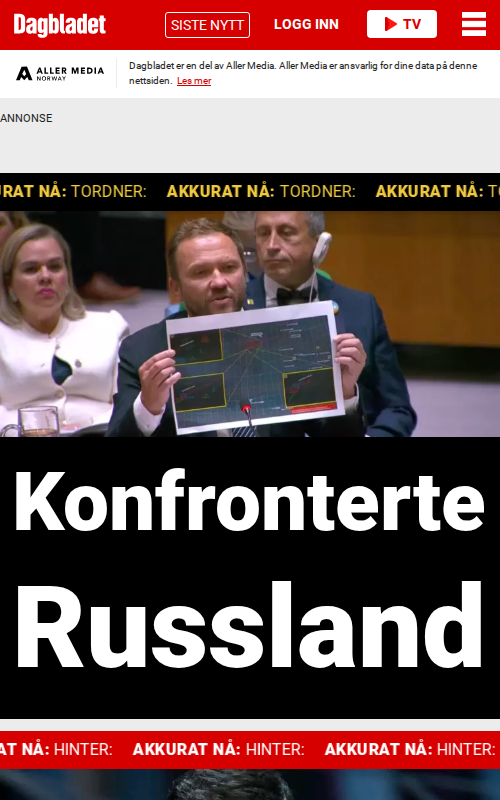 Dagbladet
SISTE NYTT
LOGG INN
TV
ALLER MEDIA
NORWAY
Dagbladet er en del av Aller Media. Aller Media er ansvarlig for dine data på denne
nettsiden. Les mer
ANNONSE
RAT NÅ: TORDNER: AKKURAT NÅ: TORDNER: AKKURAT NÅ: TO
Konfronterte
Russland
AT NÅ: HINTER: AKKURAT NÅ: HINTER: AKKURAT NÅ: HINTER: